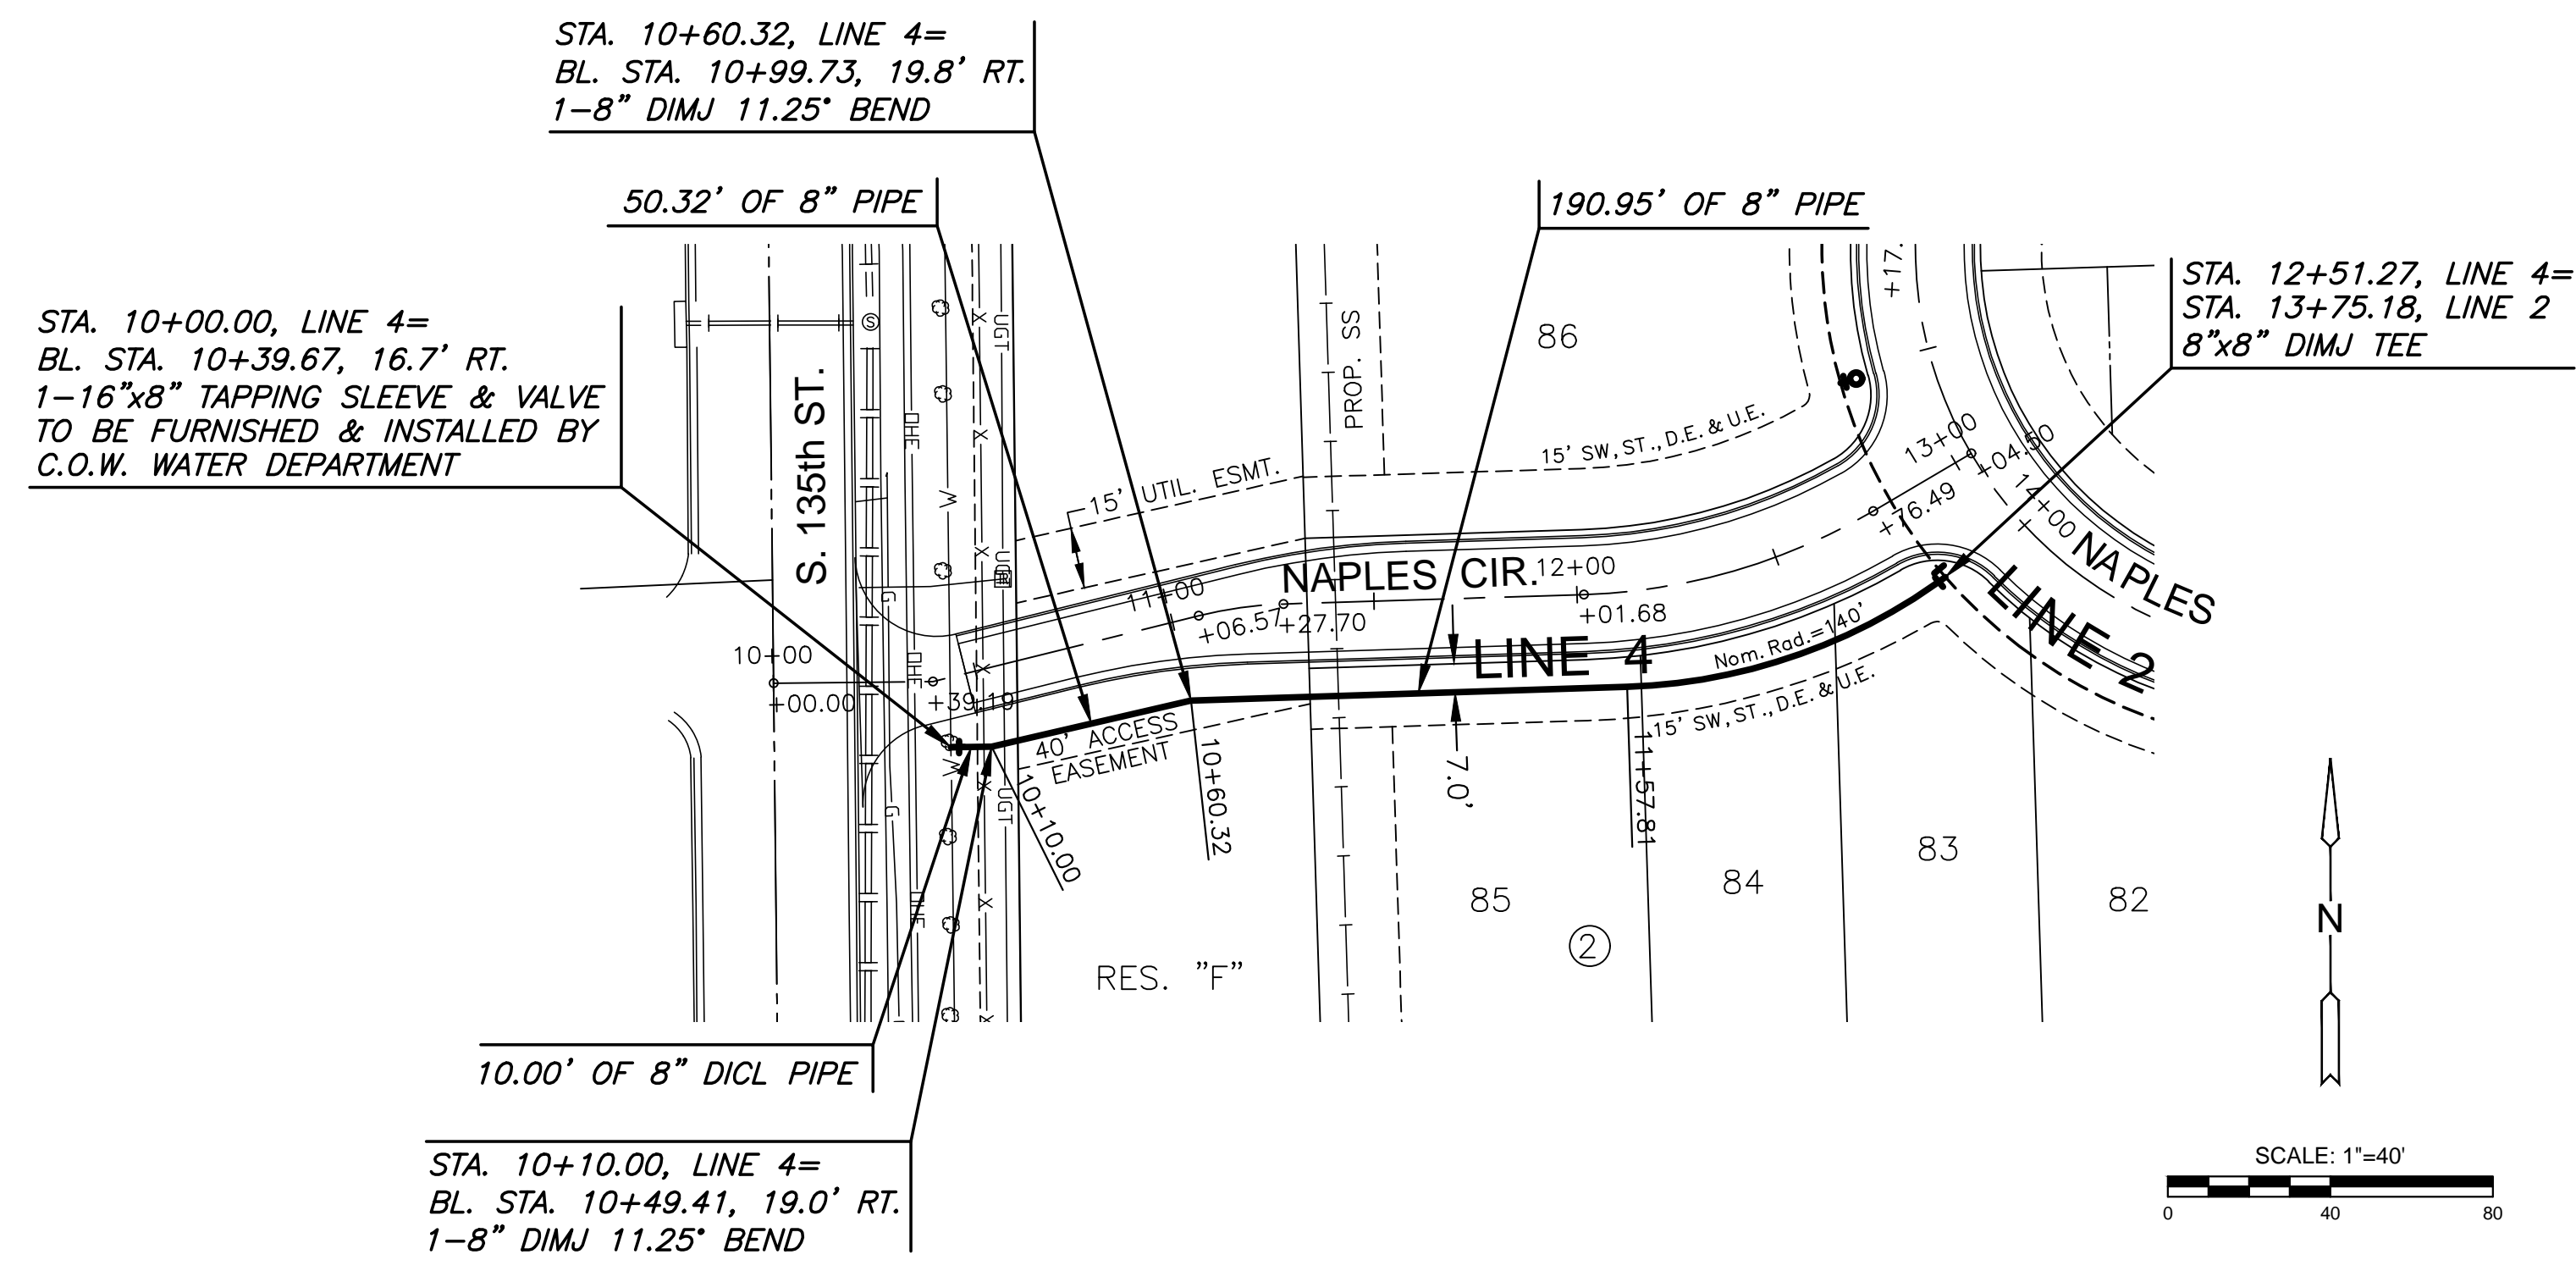 STA. 10+60.32, LINE 4=
BL. STA. 10+99.73, 19.8' RT.
1-8" DIMJ 11.25° BEND
50.32' OF 8" PIPE
190.95' OF 8" PIPE
STA. 12+51.27, LINE 4=
STA. 13+75.18, LINE 2
8"x8" DIMJ TEE
STA. 10+00.00, LINE 4=
BL. STA. 10+39.67, 16.7' RT.
1-16"x8" TAPPING SLEEVE & VALVE
TO BE FURNISHED & INSTALLED BY
C.O.W. WATER DEPARTMENT
S. 135th ST.
S
OHE
OHE
OHE
G
G
W
W
X
X
X
X
X
X
X
UGT
UGT
UGT
R
PROP. SS
86
+17.
15' UTIL. ESMT.
15' SW, ST., D.E. & U.E.
13+00
+04.50
+76.49
14+00
NAPLES
NAPLES CIR.
12+00
+01.68
11+00
+06.57
+27.70
10+00
+00.00
+39.19
LINE 4
Nom. Rad.=140'
LINE 2
15' SW, ST., D.E. & U.E.
40' ACCESS
EASEMENT
10+10.00
10+60.32
7.0'
11+57.81
85
84
83
82
2
RES. "F"
N
10.00' OF 8" DICL PIPE
STA. 10+10.00, LINE 4=
BL. STA. 10+49.41, 19.0' RT.
1-8" DIMJ 11.25° BEND
SCALE: 1"=40'
0 40 80